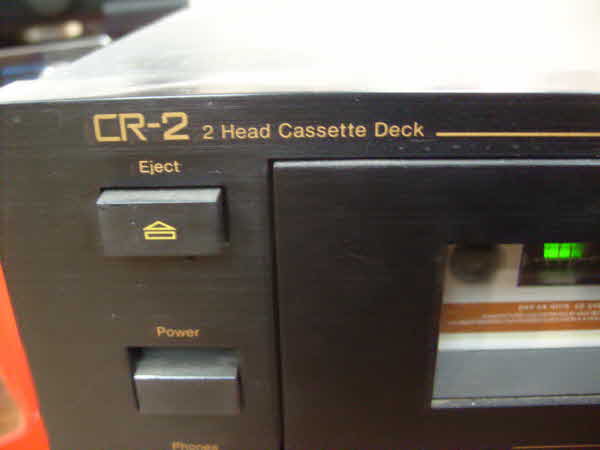 CR-2 2 Head Cassette Deck
Eject
Power
Phones